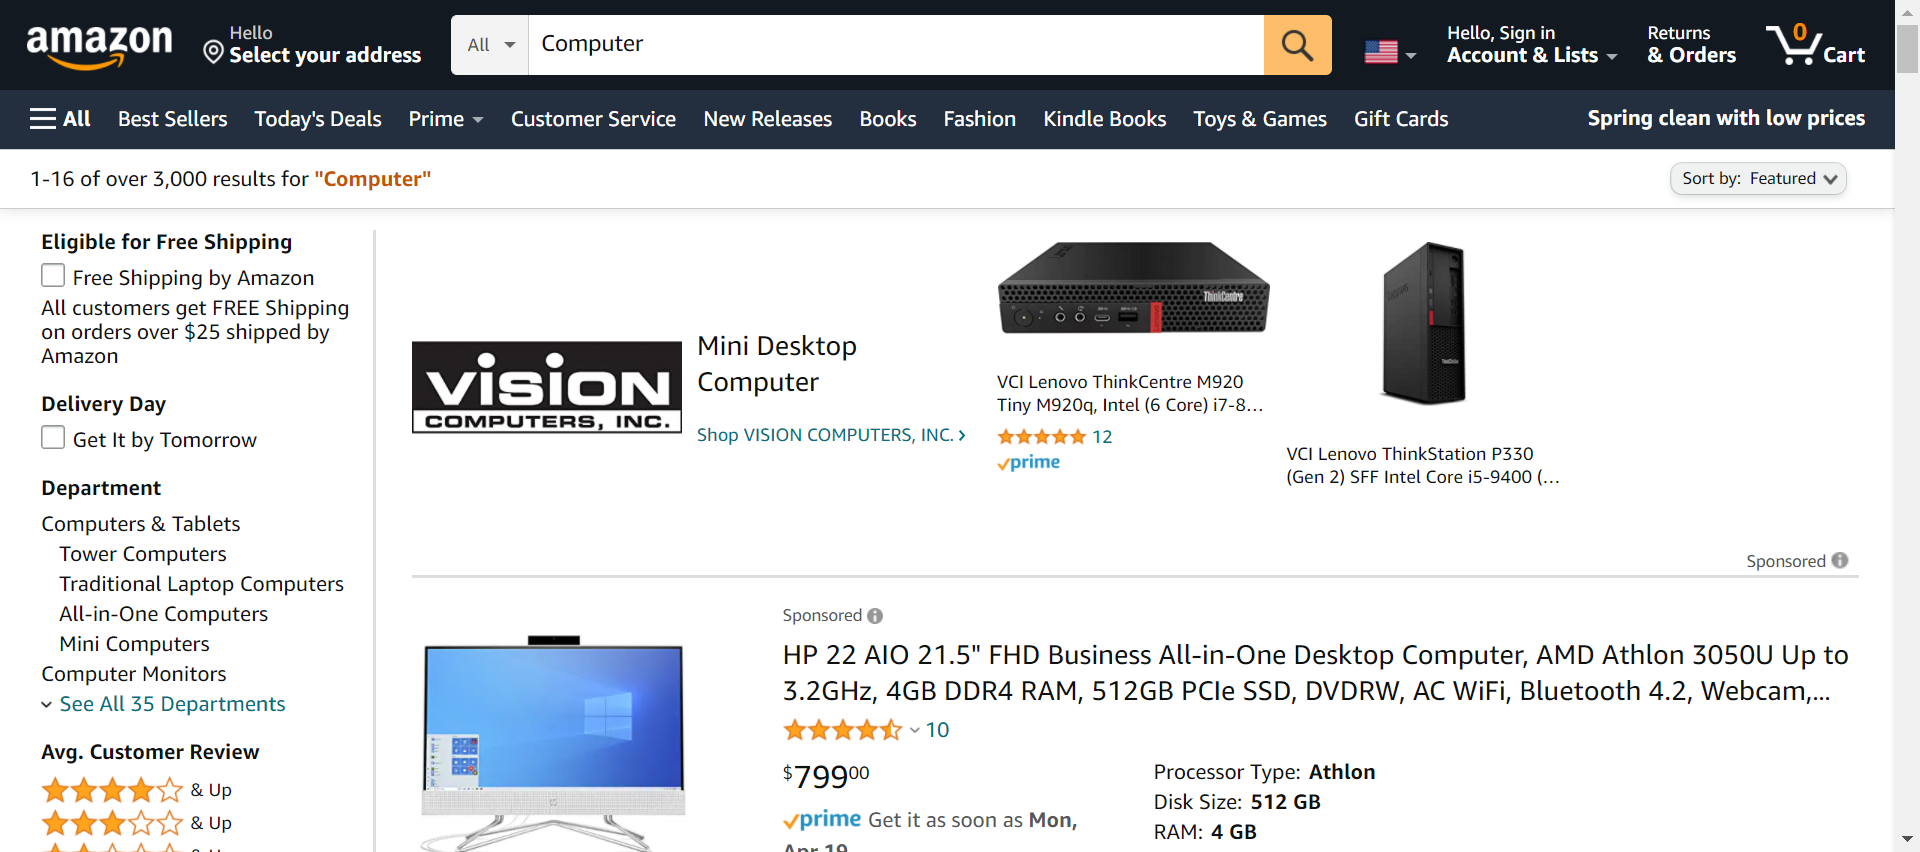 amazon
Hello
Select your address
All
Computer
Hello, Sign in
Account & Lists
Returns
& Orders
0
Cart
All
Best Sellers
Today's Deals
Prime
Customer Service
New Releases
Books
Fashion
Kindle Books
Toys & Games
Gift Cards
Spring clean with low prices
1-16 of over 3,000 results for "Computer"
Sort by: Featured
Eligible for Free Shipping
Free Shipping by Amazon
All customers get FREE Shipping
on orders over $25 shipped by
Amazon
Delivery Day
Get It by Tomorrow
Department
Computers & Tablets
Tower Computers
Traditional Laptop Computers
All-in-One Computers
Mini Computers
Computer Monitors
See All 35 Departments
Avg. Customer Review
& Up
& Up
VISION
COMPUTERS, INC.
Mini Desktop
Computer
Shop VISION COMPUTERS, INC. ›
ThinkCentre
VCI Lenovo ThinkCentre M920
Tiny M920q, Intel (6 Core) i7-8…
12
prime
VCI Lenovo ThinkStation P330
(Gen 2) SFF Intel Core i5-9400 (…
Sponsored
Sponsored
HP 22 AIO 21.5" FHD Business All-in-One Desktop Computer, AMD Athlon 3050U Up to
3.2GHz, 4GB DDR4 RAM, 512GB PCIe SSD, DVDRW, AC WiFi, Bluetooth 4.2, Webcam,...
10
$79900
prime Get it as soon as Mon,
Apr 19
Processor Type: Athlon
Disk Size: 512 GB
RAM: 4 GB